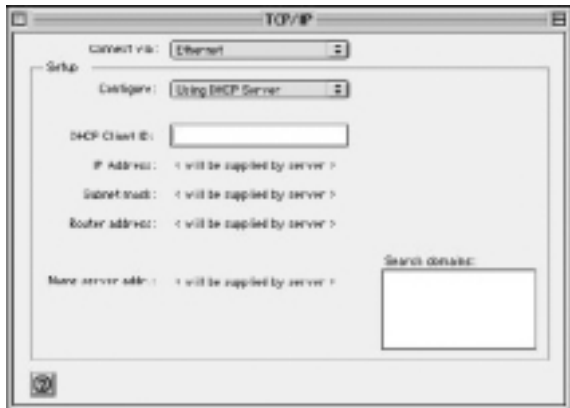 TCP/IP
Connect via: Ethernet
Setup
Configure: Using DHCP Server
DHCP Client ID:
IP Address: < will be supplied by server >
Subnet mask: < will be supplied by server >
Router address: < will be supplied by server >
Search domains:
Name server addr.: < will be supplied by server >
?